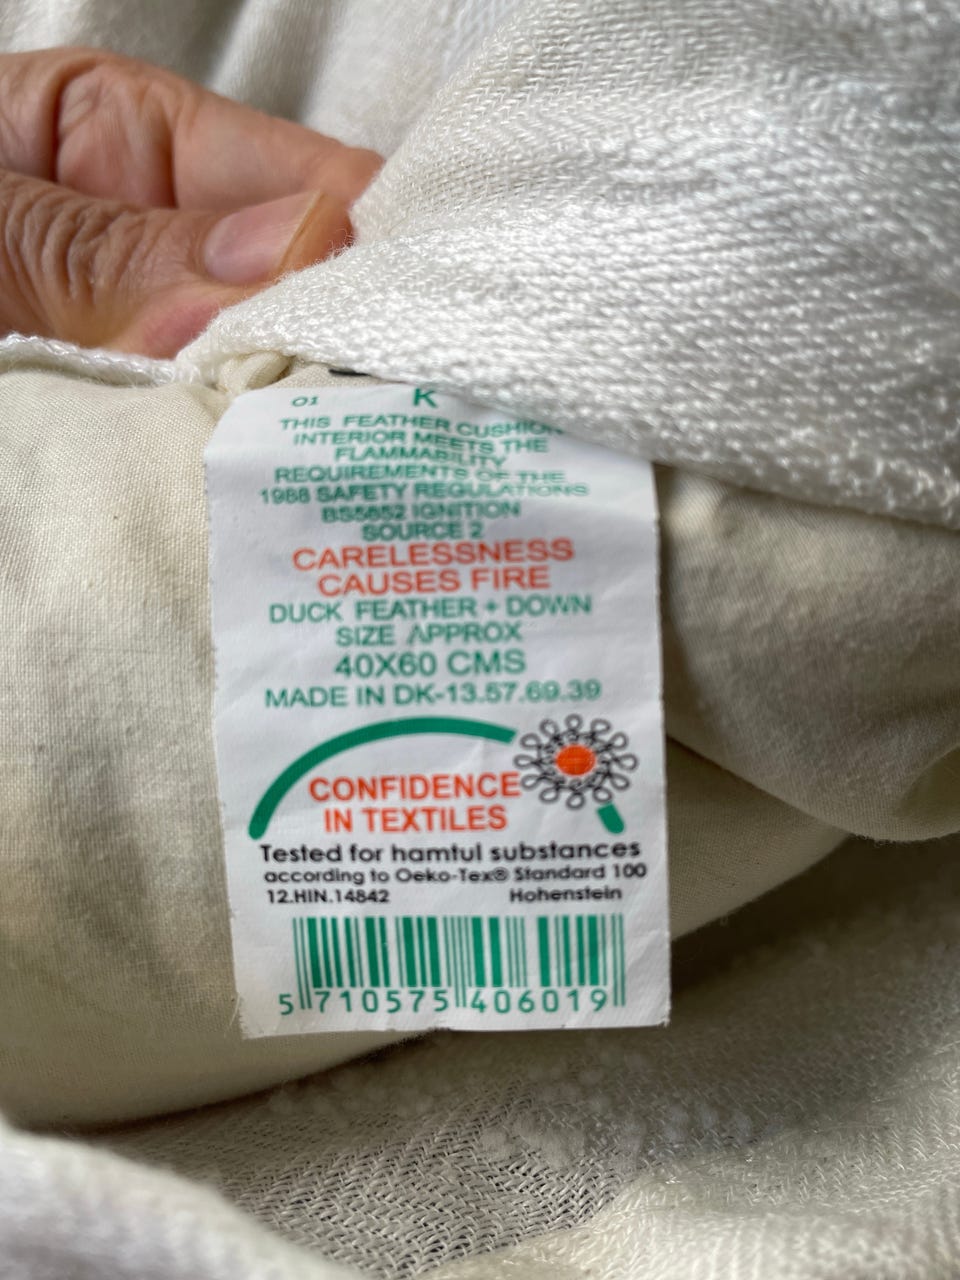 01 K
THIS FEATHER CUSHION
INTERIOR MEETS THE
FLAMMABILITY
REQUIREMENTS OF THE
1988 SAFETY REGULATIONS
BS5852 IGNITION
SOURCE 2
CARELESSNESS
CAUSES FIRE
DUCK FEATHER + DOWN
SIZE APPROX
40X60 CMS
MADE IN DK-13.57.69.39
CONFIDENCE
IN TEXTILES
Tested for hamtul substances
according to Oeko-Tex® Standard 100
12.HIN.14842 Hohenstein
5 710575 406019